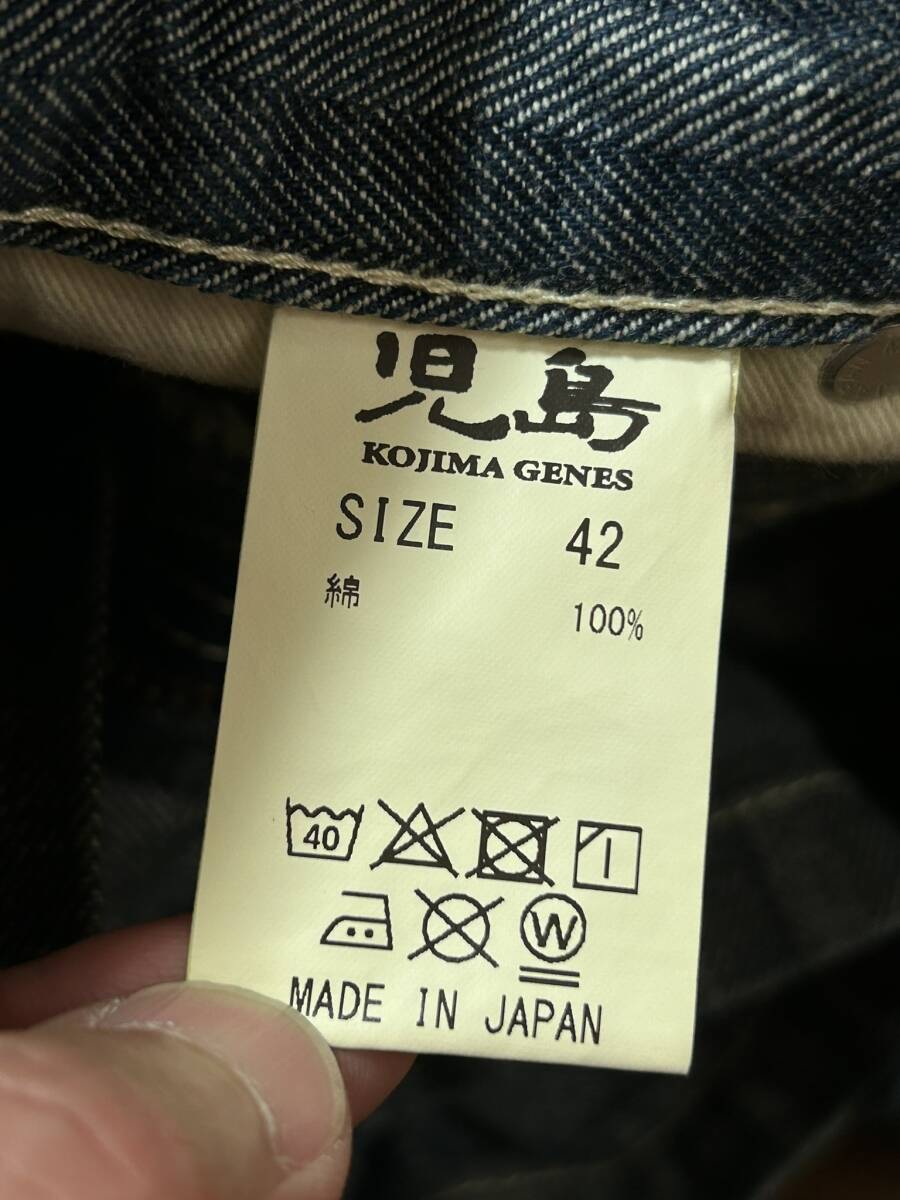 児島
KOJIMA GENES
SIZE 42
綿 100%
40
W
MADE IN JAPAN